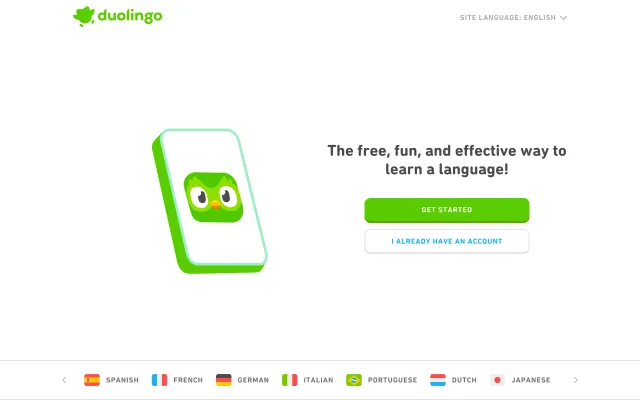 duolingo
SITE LANGUAGE: ENGLISH
The free, fun, and effective way to
learn a language!
GET STARTED
I ALREADY HAVE AN ACCOUNT
SPANISH FRENCH GERMAN ITALIAN PORTUGUESE DUTCH JAPANESE